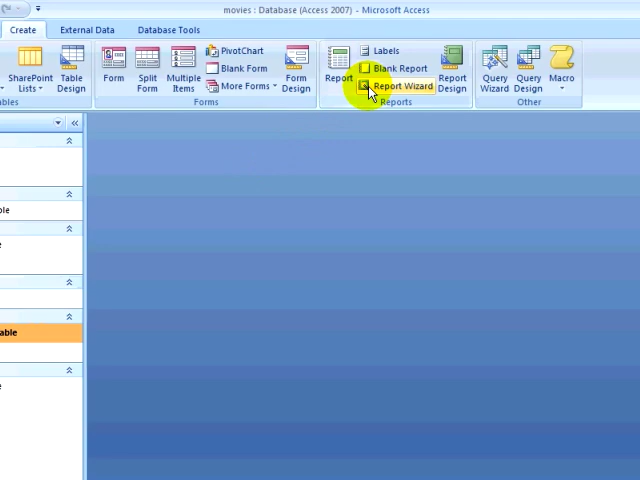 movies : Database (Access 2007) - Microsoft Access
Create External Data Database Tools
SharePoint Lists
Table Design
Form
Split Form
Multiple Items
PivotChart
Blank Form
More Forms
Form Design
Report
Labels
Blank Report
Report Wizard
Report Design
Query Wizard
Query Design
Macro
ables
Forms
Reports
Other
ble
e
able
e